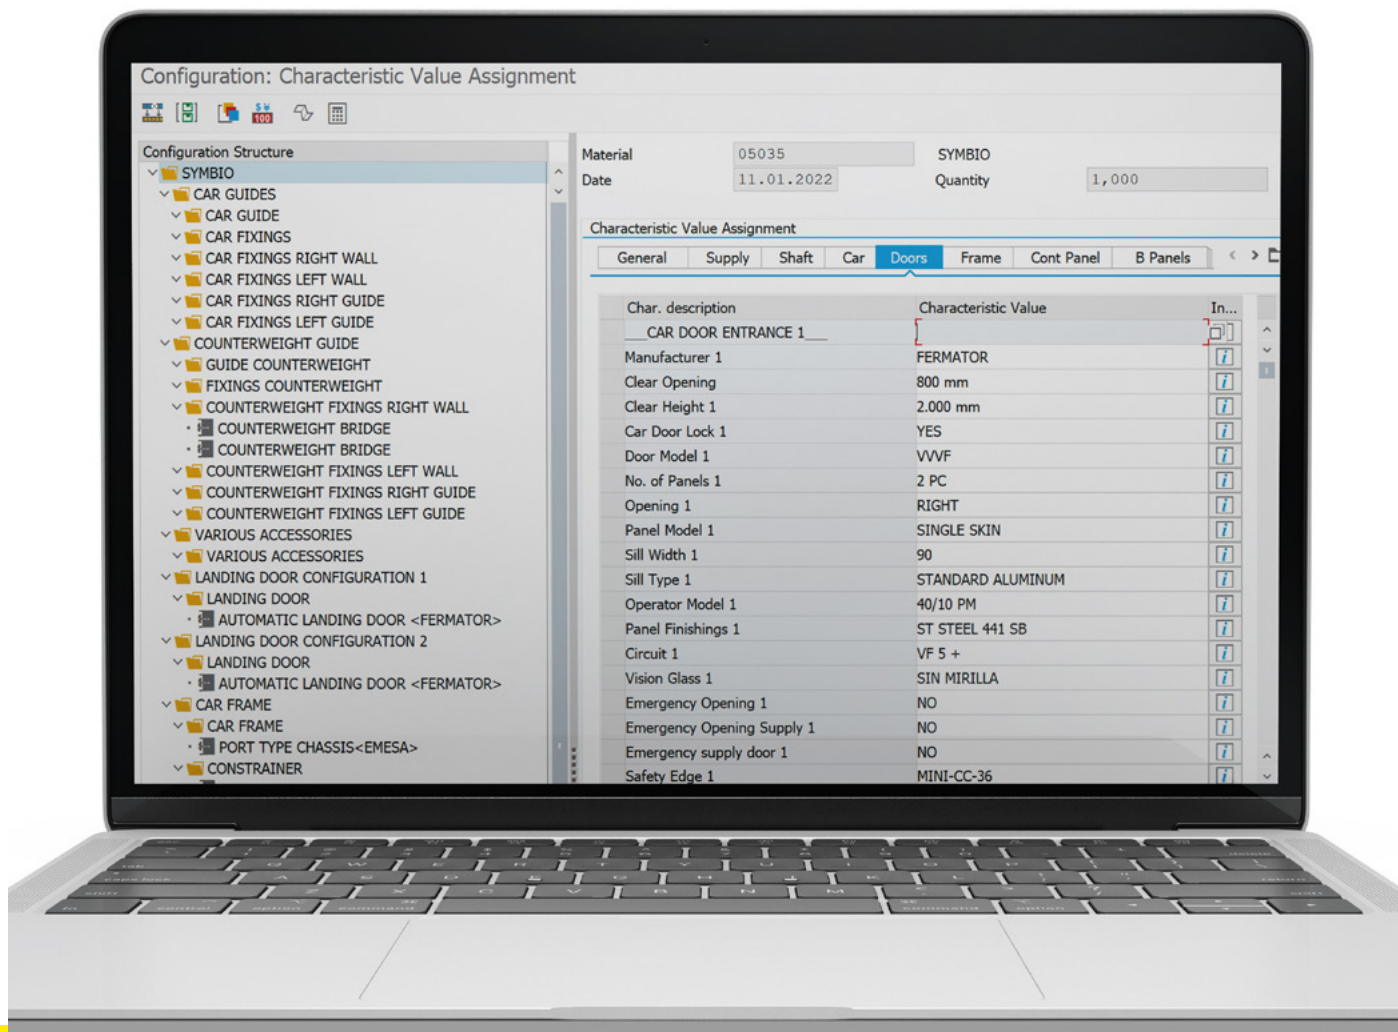 Configuration: Characteristic Value Assignment
$ ¥
100
Configuration Structure
SYMBIO
CAR GUIDES
CAR GUIDE
CAR FIXINGS
CAR FIXINGS RIGHT WALL
CAR FIXINGS LEFT WALL
CAR FIXINGS RIGHT GUIDE
CAR FIXINGS LEFT GUIDE
COUNTERWEIGHT GUIDE
GUIDE COUNTERWEIGHT
FIXINGS COUNTERWEIGHT
COUNTERWEIGHT FIXINGS RIGHT WALL
COUNTERWEIGHT BRIDGE
COUNTERWEIGHT BRIDGE
COUNTERWEIGHT FIXINGS LEFT WALL
COUNTERWEIGHT FIXINGS RIGHT GUIDE
COUNTERWEIGHT FIXINGS LEFT GUIDE
VARIOUS ACCESSORIES
VARIOUS ACCESSORIES
LANDING DOOR CONFIGURATION 1
LANDING DOOR
AUTOMATIC LANDING DOOR <FERMATOR>
LANDING DOOR CONFIGURATION 2
LANDING DOOR
AUTOMATIC LANDING DOOR <FERMATOR>
CAR FRAME
CAR FRAME
PORT TYPE CHASSIS<EMESA>
CONSTRAINER
Material 05035 SYMBIO
Date 11.01.2022 Quantity 1,000
Characteristic Value Assignment
General Supply Shaft Car Doors Frame Cont Panel B Panels
Char. description Characteristic Value In...
__CAR DOOR ENTRANCE 1__
Manufacturer 1 FERMATOR i
Clear Opening 800 mm i
Clear Height 1 2.000 mm i
Car Door Lock 1 YES i
Door Model 1 VVVF i
No. of Panels 1 2 PC i
Opening 1 RIGHT i
Panel Model 1 SINGLE SKIN i
Sill Width 1 90 i
Sill Type 1 STANDARD ALUMINUM i
Operator Model 1 40/10 PM i
Panel Finishings 1 ST STEEL 441 SB i
Circuit 1 VF 5 + i
Vision Glass 1 SIN MIRILLA i
Emergency Opening 1 NO i
Emergency Opening Supply 1 NO i
Emergency supply door 1 NO i
Safety Edge 1 MINI-CC-36 i